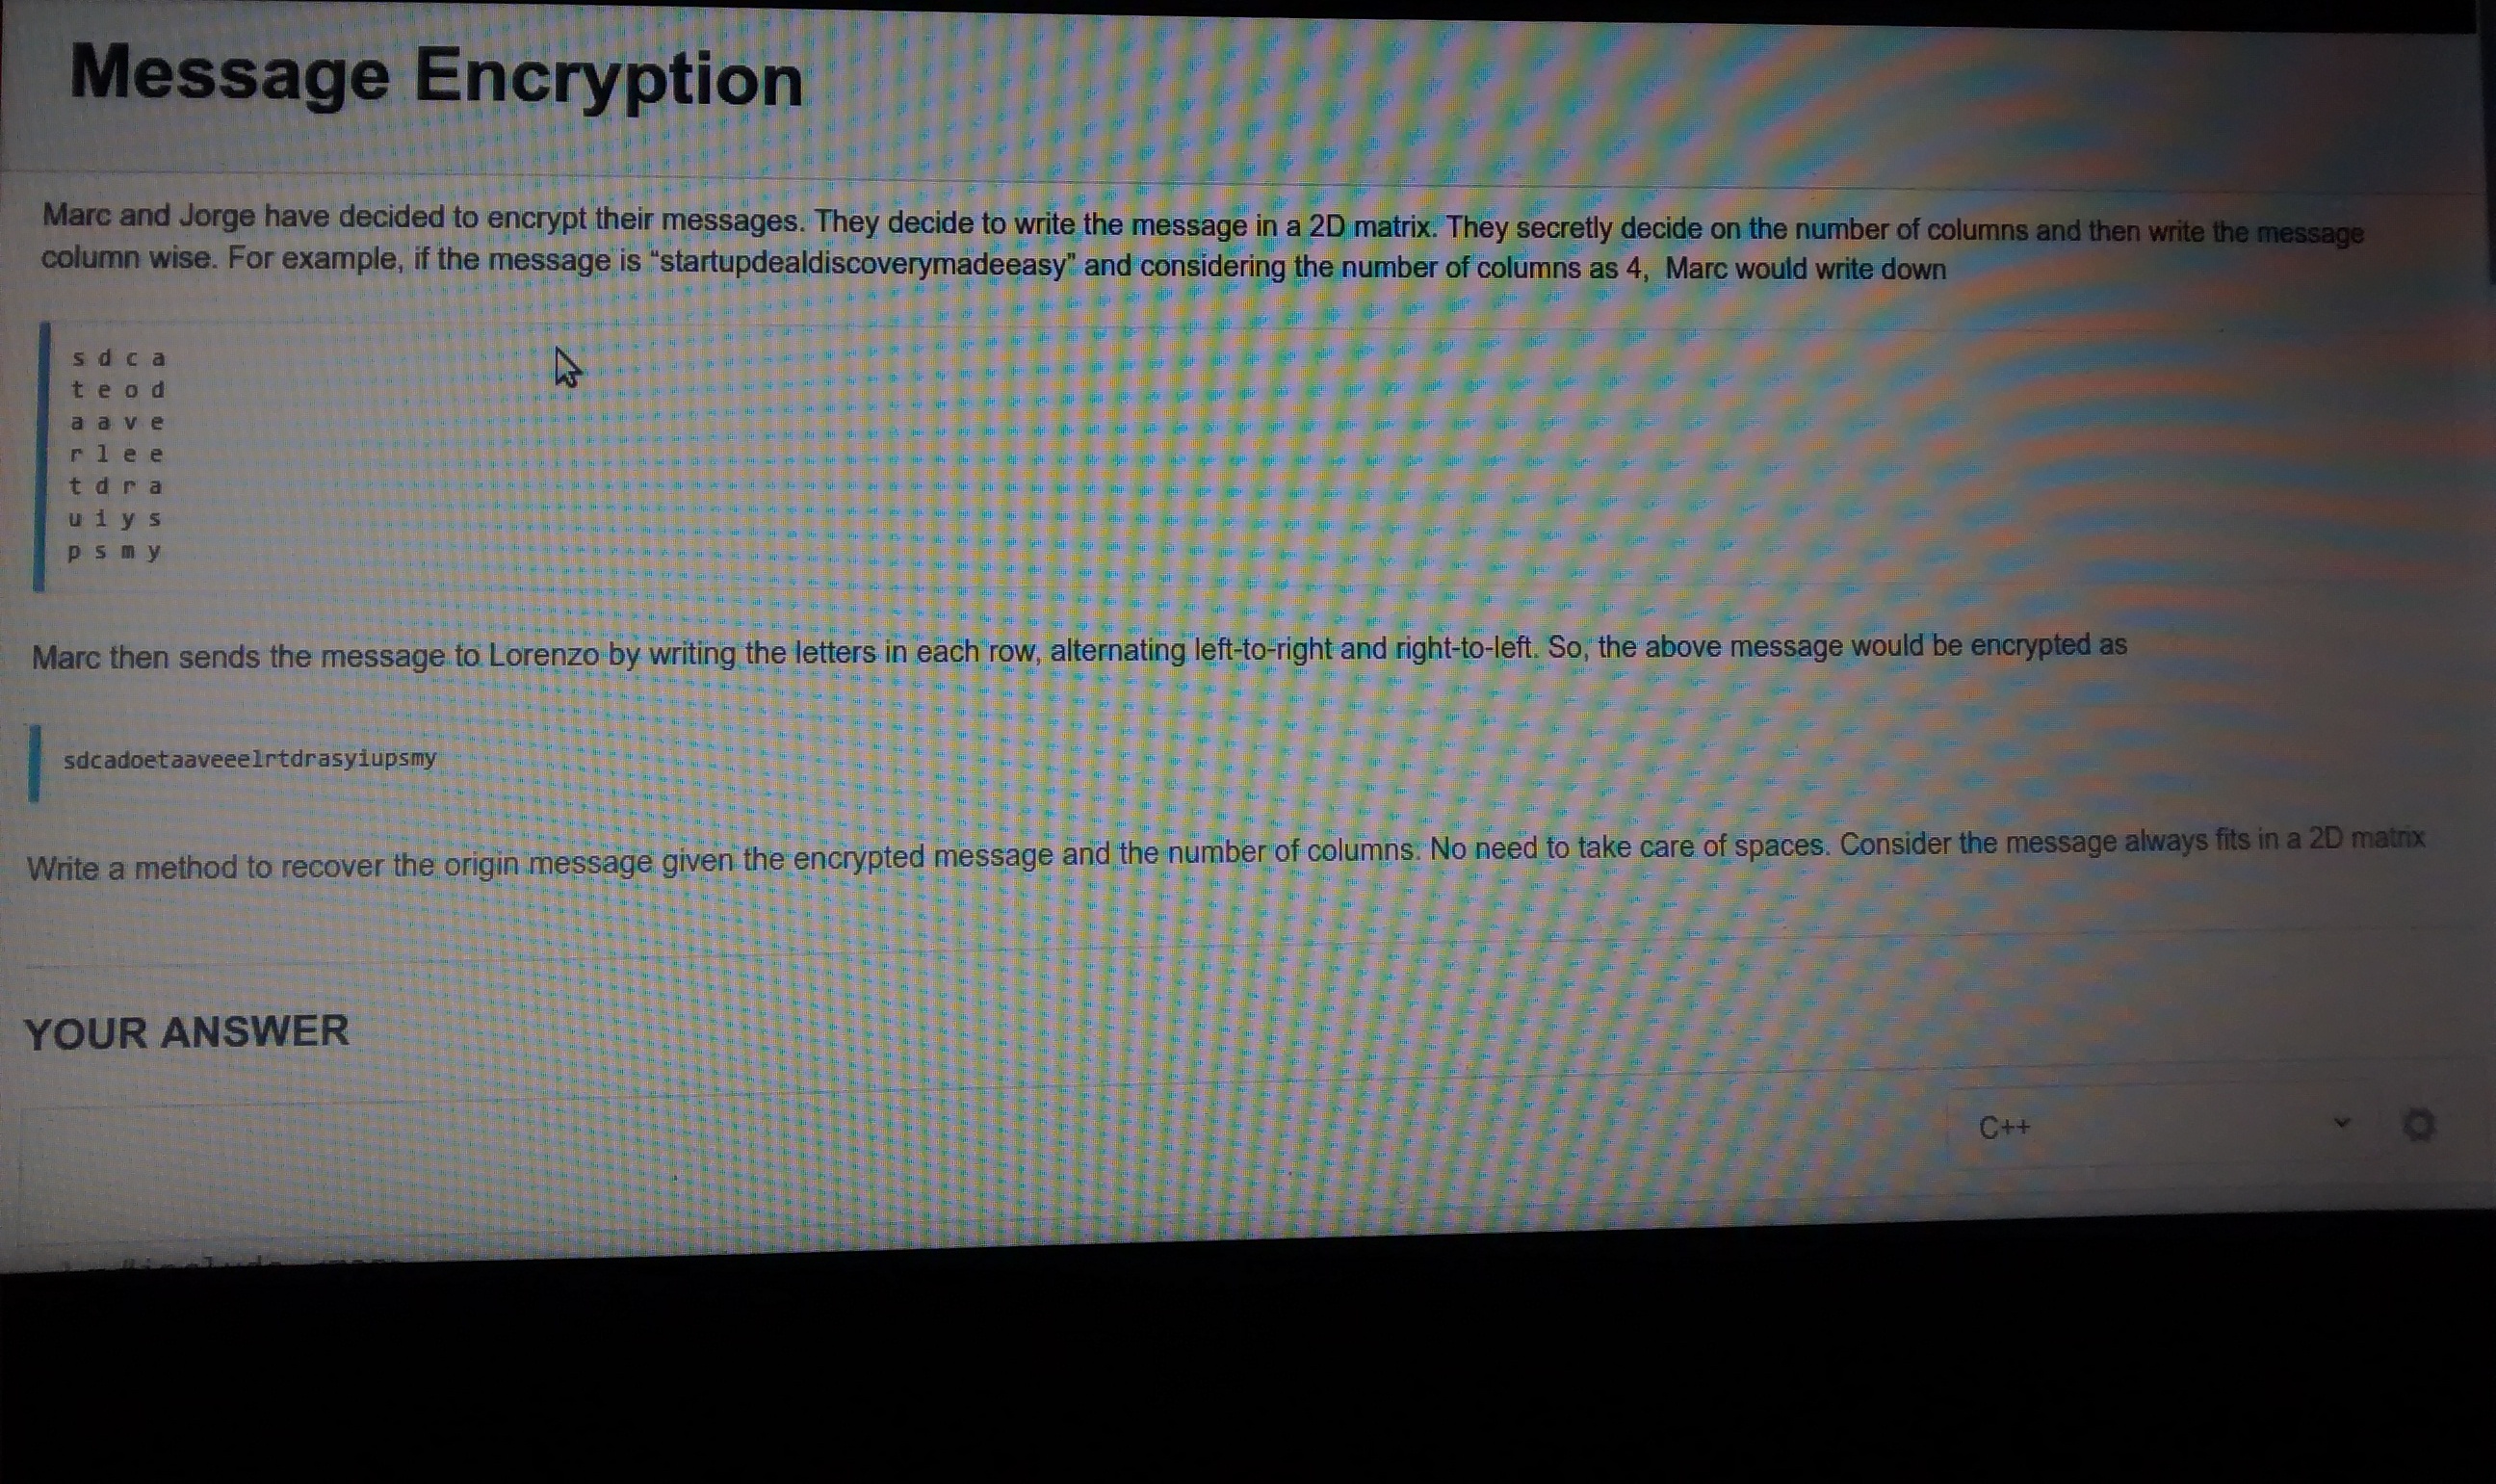 Message Encryption
Marc and Jorge have decided to encrypt their messages. They decide to write the message in a 2D matrix. They secretly decide on the number of columns and then write the message
column wise. For example, if the message is “startupdealdiscoverymadeeasy” and considering the number of columns as 4, Marc would write down
s d c a
t e o d
a a v e
r l e e
t d r a
u i y s
p s m y
Marc then sends the message to Lorenzo by writing the letters in each row, alternating left-to-right and right-to-left. So, the above message would be encrypted as
sdcadoetaaveeelrtdrasyiupsmy
Write a method to recover the origin message given the encrypted message and the number of columns. No need to take care of spaces. Consider the message always fits in a 2D matrix
YOUR ANSWER
C++